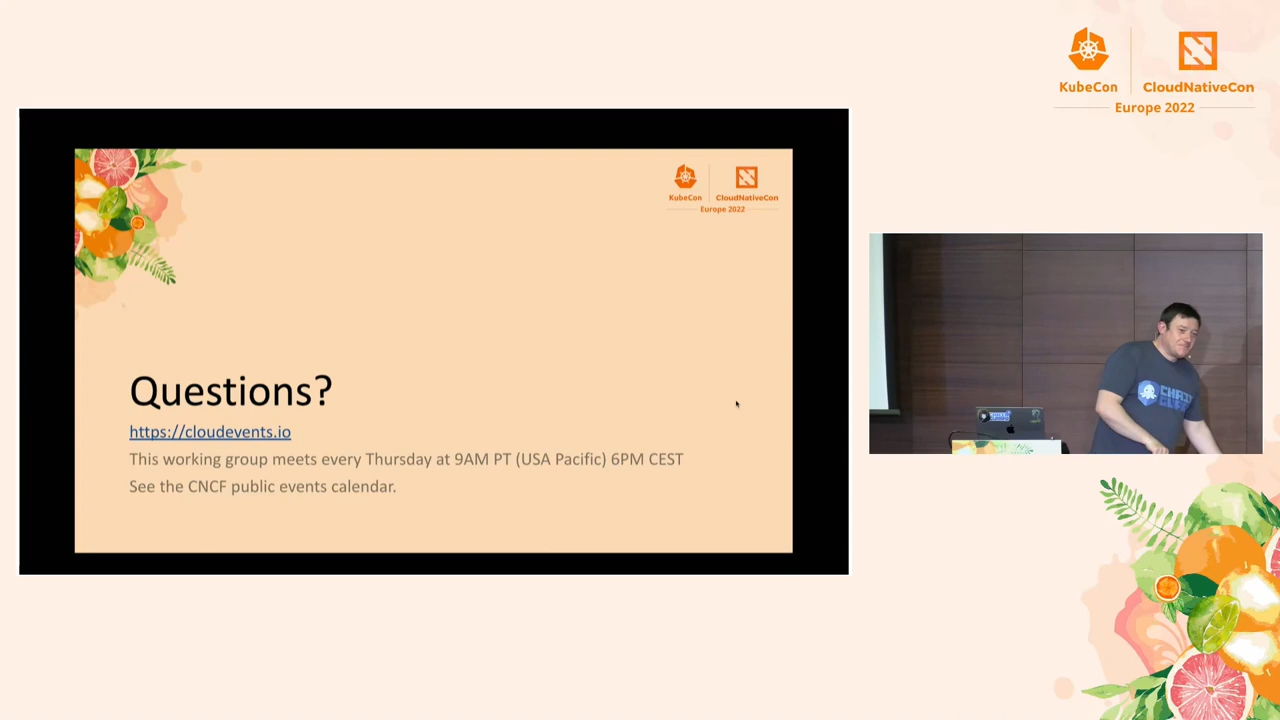 KubeCon
CloudNativeCon
Europe 2022
KubeCon
CloudNativeCon
Europe 2022
Questions?
https://cloudevents.io
This working group meets every Thursday at 9AM PT (USA Pacific) 6PM CEST
See the CNCF public events calendar.